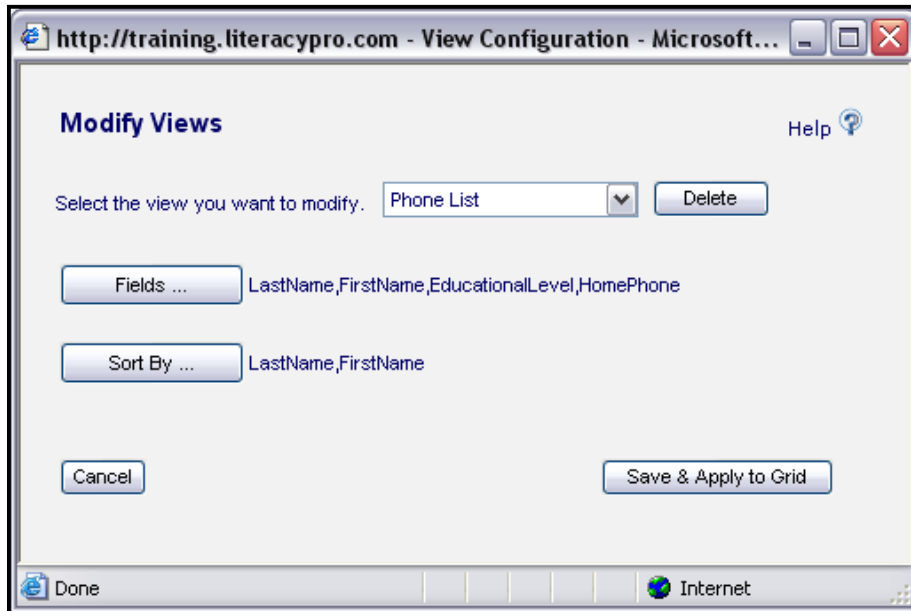 http://training.literacypro.com - View Configuration - Microsoft...
Modify Views
Help
Select the view you want to modify. Phone List Delete
Fields ... LastName,FirstName,EducationalLevel,HomePhone
Sort By ... LastName,FirstName
Cancel Save & Apply to Grid
Done Internet